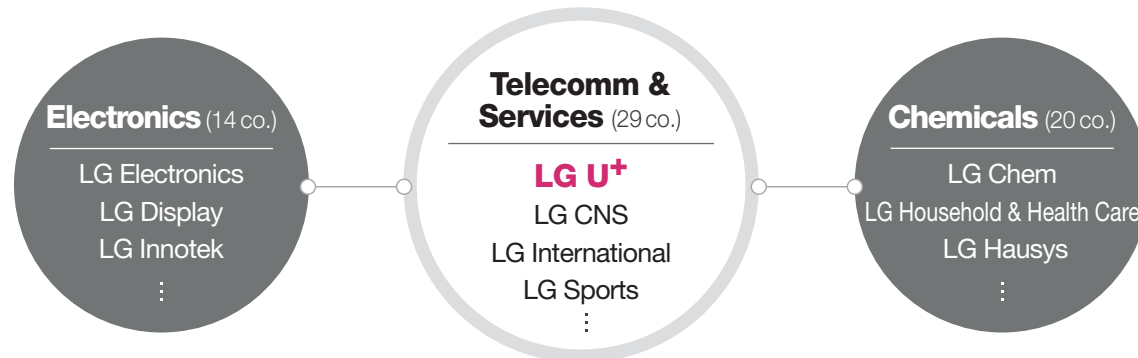 Electronics (14 co.)
LG Electronics
LG Display
LG Innotek
⋮
Telecomm &
Services (29 co.)
LG U+
LG CNS
LG International
LG Sports
⋮
Chemicals (20 co.)
LG Chem
LG Household & Health Care
LG Hausys
⋮